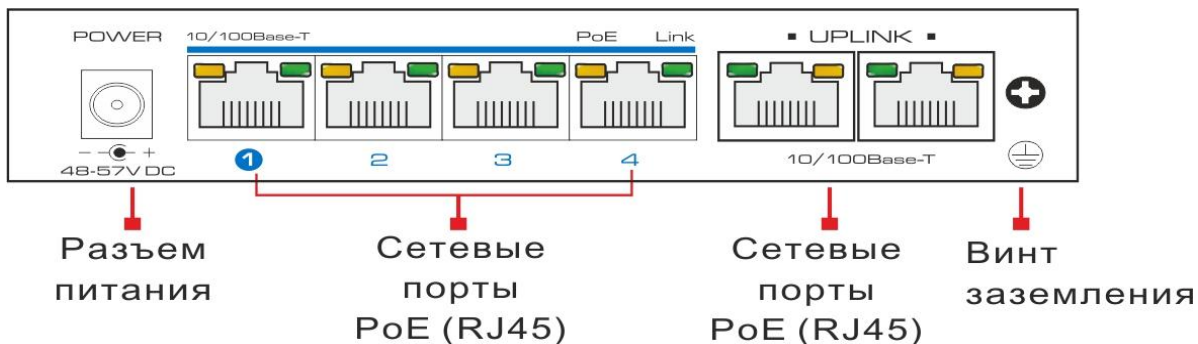 POWER
10/100Base-T
PoE Link
▪ UPLINK ▪
48-57V DC
1 2 3 4
10/100Base-T
Разъем
питания
Сетевые
порты
PoE (RJ45)
Сетевые
порты
PoE (RJ45)
Винт
заземления